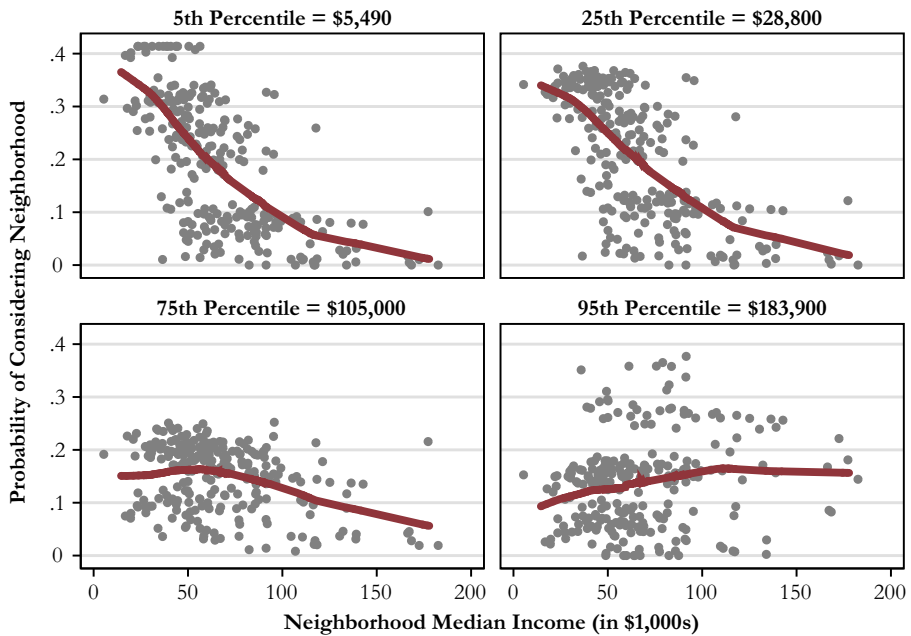 5th Percentile = $5,490
25th Percentile = $28,800
.4
.3
.2
.1
0
75th Percentile = $105,000
95th Percentile = $183,900
.4
.3
.2
.1
0
0 50 100 150 200
0 50 100 150 200
Probability of Considering Neighborhood
Neighborhood Median Income (in $1,000s)